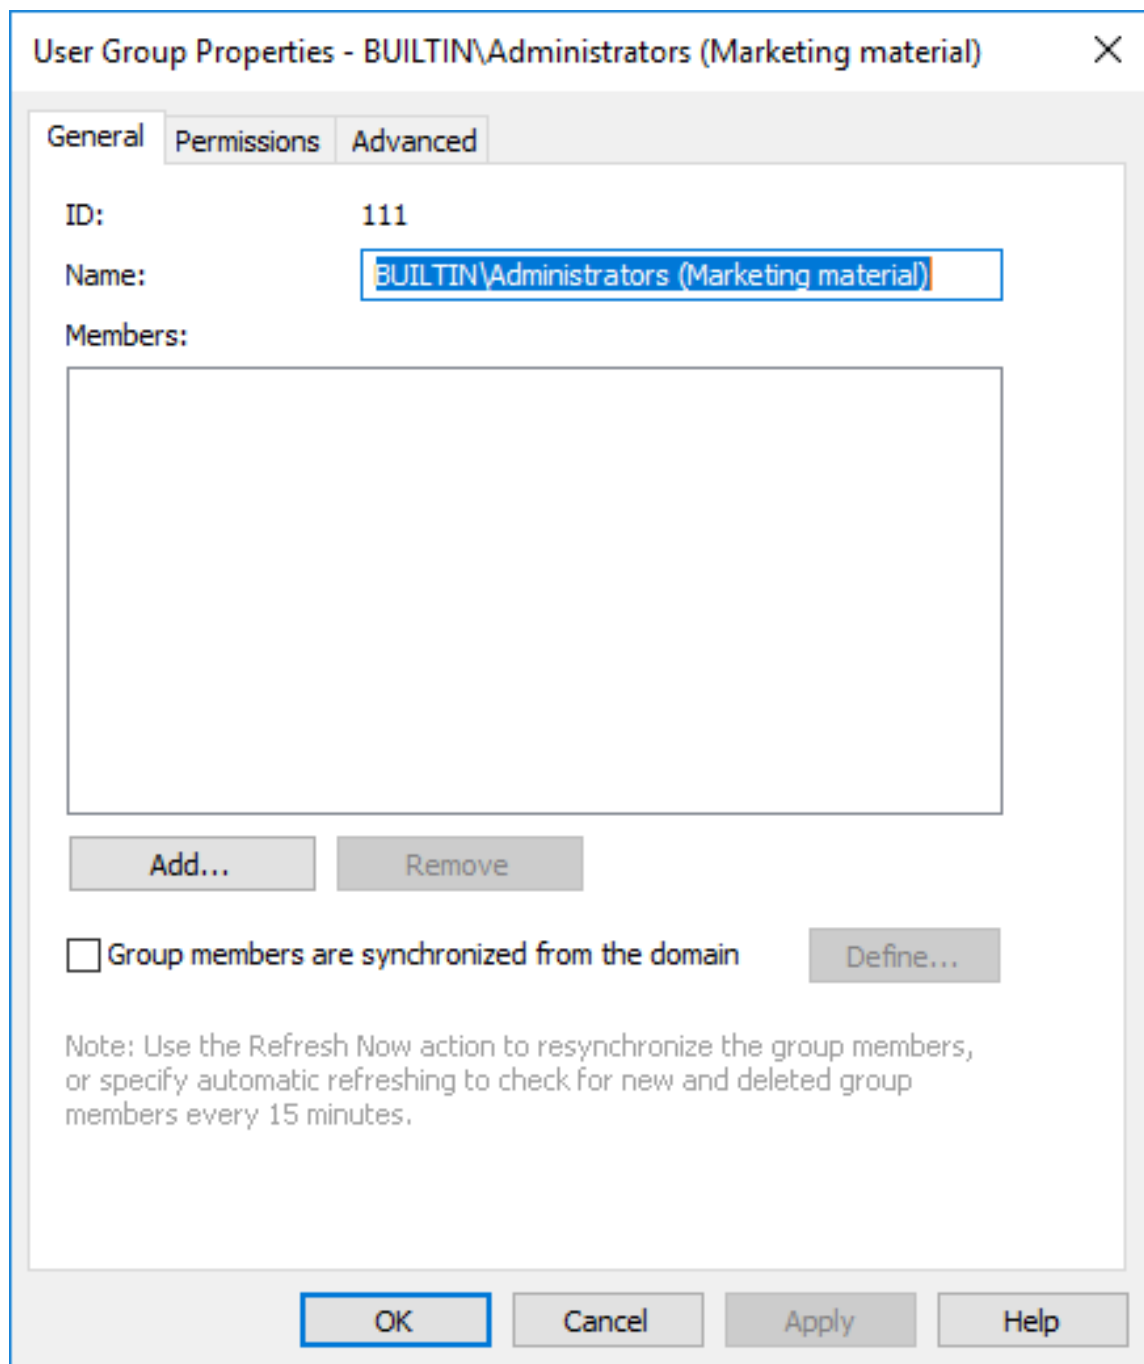 User Group Properties - BUILTIN\Administrators (Marketing material)
General Permissions Advanced
ID: 111
Name: BUILTIN\Administrators (Marketing material)
Members:
Add... Remove
Group members are synchronized from the domain Define...
Note: Use the Refresh Now action to resynchronize the group members,
or specify automatic refreshing to check for new and deleted group
members every 15 minutes.
OK Cancel Apply Help